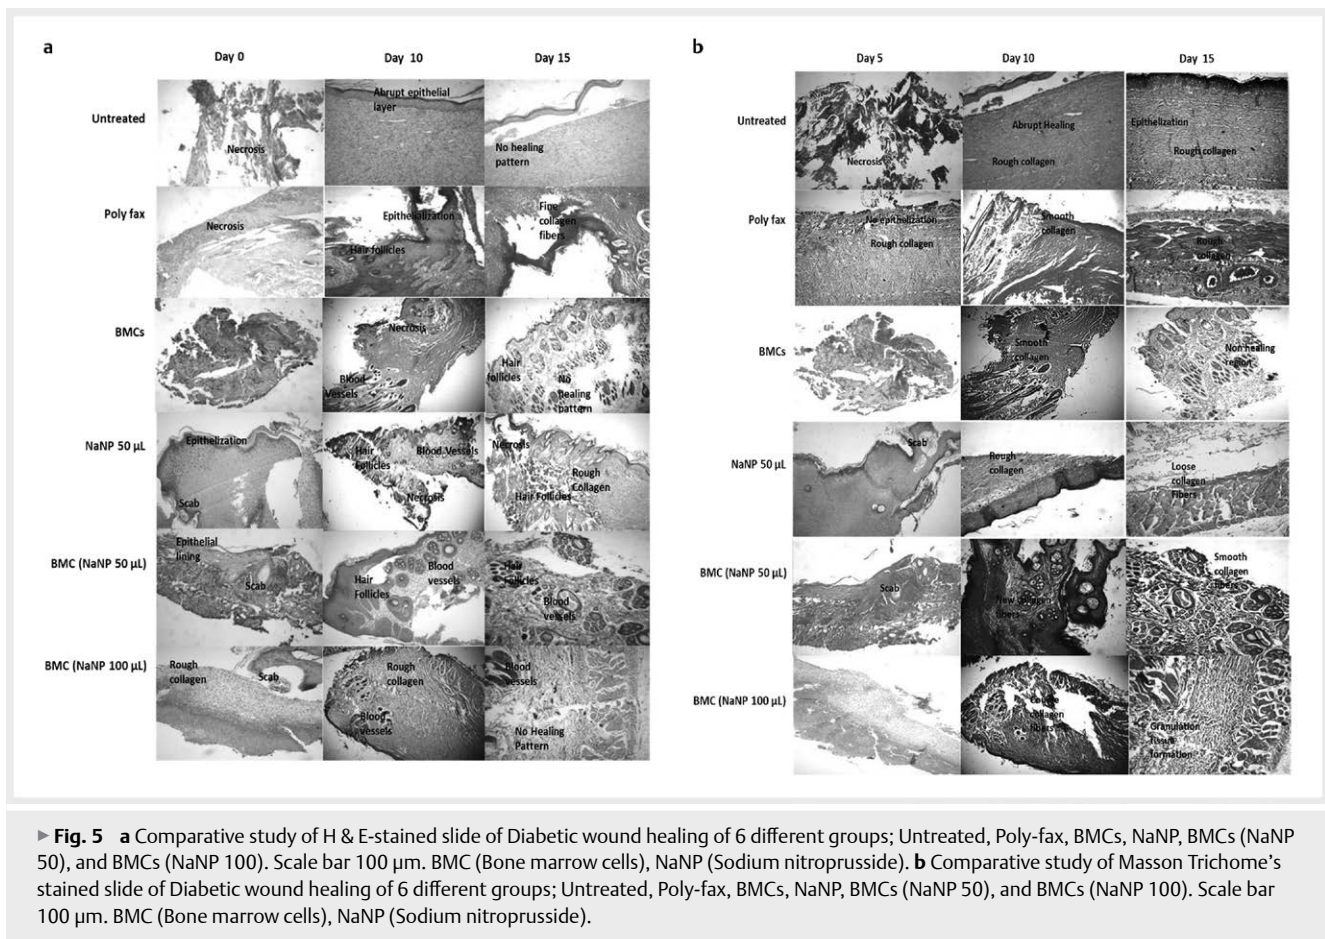 a
Day 0
Day 10
Day 15
Untreated
Necrosis
Abrupt epithelial
layer
No healing
pattern
Poly fax
Necrosis
Epithelialization
Hair follicles
Fine
collagen
fibers
BMCs
Necrosis
Blood
Vessels
Hair
follicles
No
healing
pattern
NaNP 50 µL
Epithelization
Scab
Hair
Follicles
Blood Vessels
Necrosis
Necrosis
Rough
Collagen
Hair Follicles
BMC (NaNP 50 µL)
Epithelial
lining
Scab
Hair
Follicles
Blood
vessels
Hair
Follicles
Blood
vessels
BMC (NaNP 100 µL)
Rough
collagen
Scab
Rough
collagen
Blood
vessels
Blood
vessels
No Healing
Pattern
b
Day 5
Day 10
Day 15
Untreated
Necrosis
Abrupt Healing
Rough collagen
Epithelization
Rough collagen
Poly fax
No epithelization
Rough collagen
Smooth
collagen
Rough
collagen
BMCs
Smooth
collagen
Non healing
region
NaNP 50 µL
Scab
Rough
collagen
Loose
collagen
Fibers
BMC (NaNP 50 µL)
Scab
New collagen
fibers
Smooth
collagen
fibers
BMC (NaNP 100 µL)
collagen
fibers
Granulation
tissue
formation
▶ Fig. 5 a Comparative study of H & E-stained slide of Diabetic wound healing of 6 different groups; Untreated, Poly-fax, BMCs, NaNP, BMCs (NaNP
50), and BMCs (NaNP 100). Scale bar 100 µm. BMC (Bone marrow cells), NaNP (Sodium nitroprusside). b Comparative study of Masson Trichome’s
stained slide of Diabetic wound healing of 6 different groups; Untreated, Poly-fax, BMCs, NaNP, BMCs (NaNP 50), and BMCs (NaNP 100). Scale bar
100 µm. BMC (Bone marrow cells), NaNP (Sodium nitroprusside).